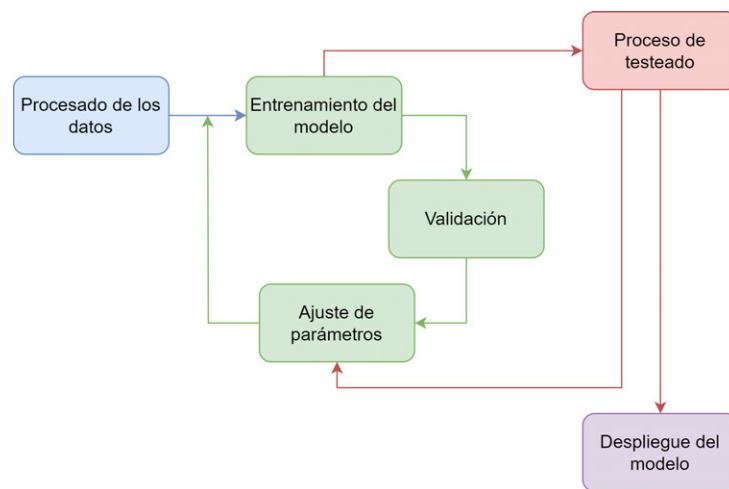 Proceso de
testeado
Procesado de los
datos
Entrenamiento del
modelo
Validación
Ajuste de
parámetros
Despliegue del
modelo